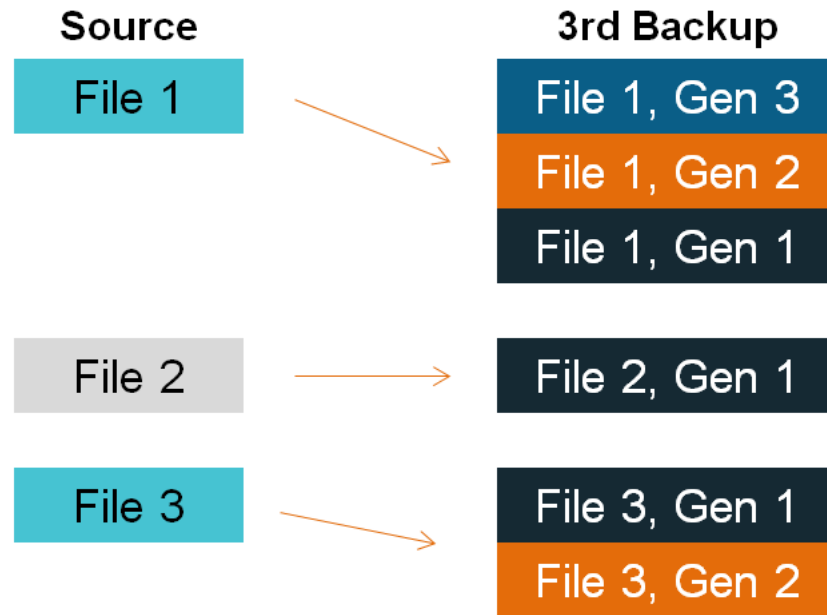 Source
3rd Backup
File 1
File 1, Gen 3
File 1, Gen 2
File 1, Gen 1
File 2
File 2, Gen 1
File 3
File 3, Gen 1
File 3, Gen 2